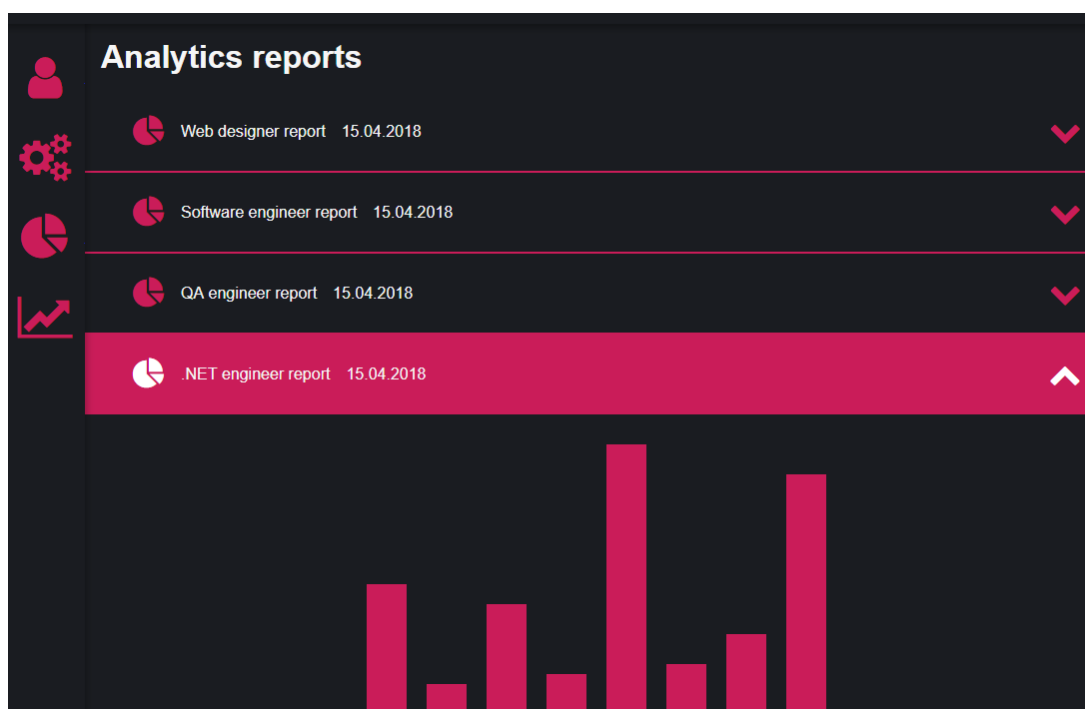 Analytics reports
Web designer report 15.04.2018
Software engineer report 15.04.2018
QA engineer report 15.04.2018
.NET engineer report 15.04.2018